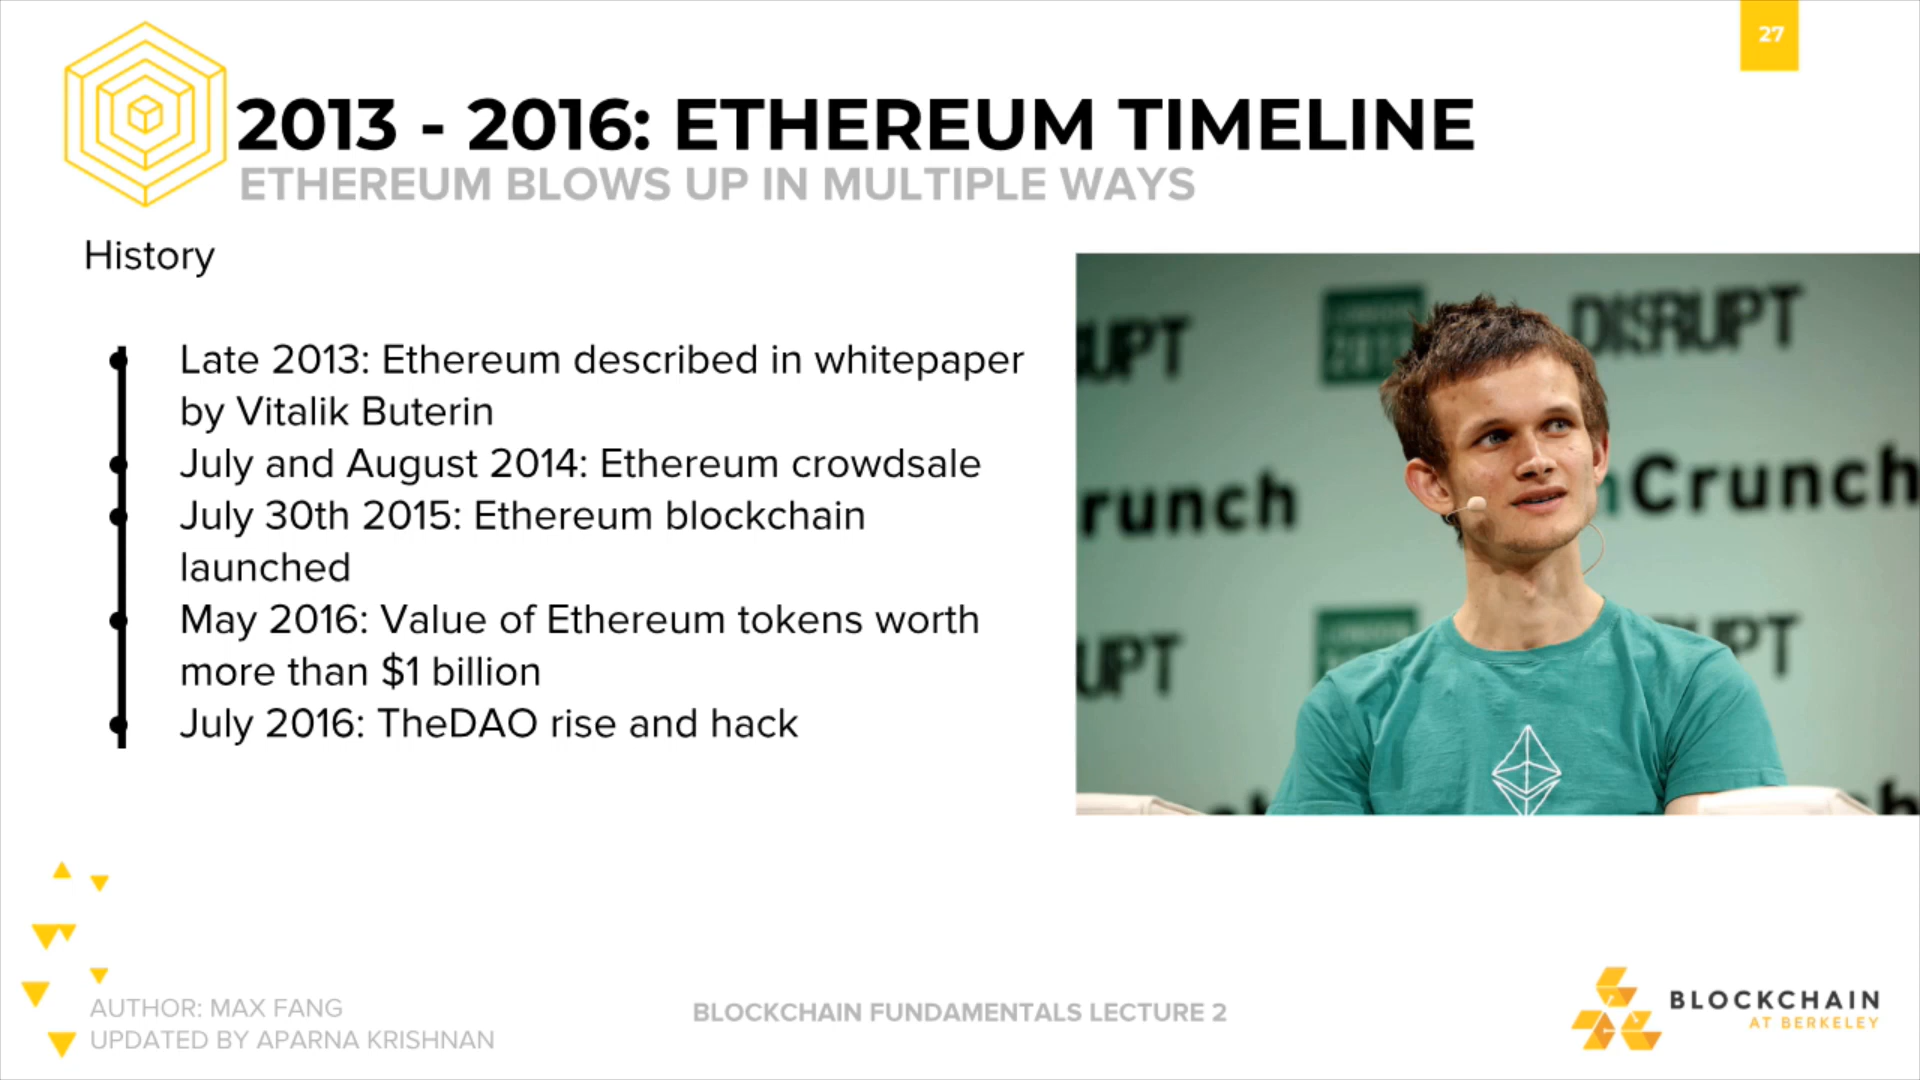 27
2013 - 2016: ETHEREUM TIMELINE
ETHEREUM BLOWS UP IN MULTIPLE WAYS
History
Late 2013: Ethereum described in whitepaper
by Vitalik Buterin
July and August 2014: Ethereum crowdsale
July 30th 2015: Ethereum blockchain
launched
May 2016: Value of Ethereum tokens worth
more than $1 billion
July 2016: TheDAO rise and hack
UPT
DISRUPT
runch
Crunch
UPT
UPT
AUTHOR: MAX FANG
UPDATED BY APARNA KRISHNAN
BLOCKCHAIN FUNDAMENTALS LECTURE 2
BLOCKCHAIN
AT BERKELEY